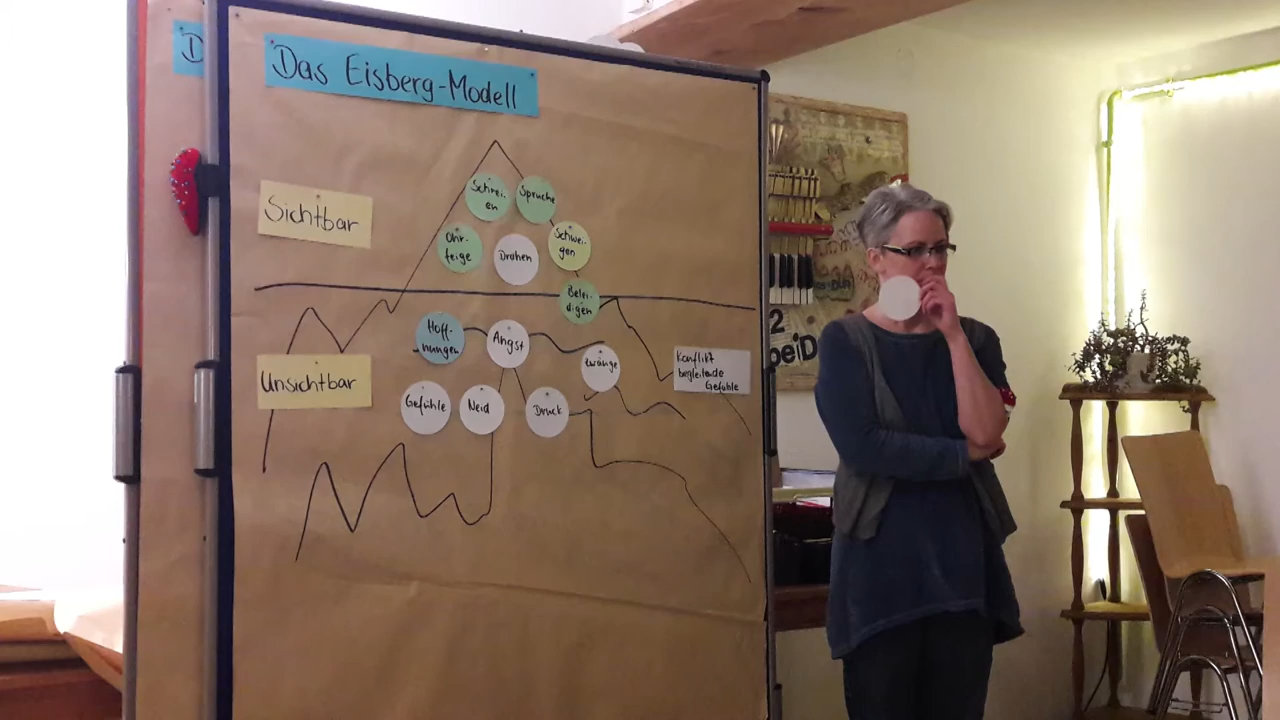 D
Das Eisberg-Modell
Sichtbar
Schrei-
en
Sprüche
Ohr-
feige
Drohen
Schwei-
gen
Belei-
digen
Unsichtbar
Hoff-
nungen
Angst
zwänge
Konflikt
begleitende
Gefühle
Gefühle
Neid
Druck
2